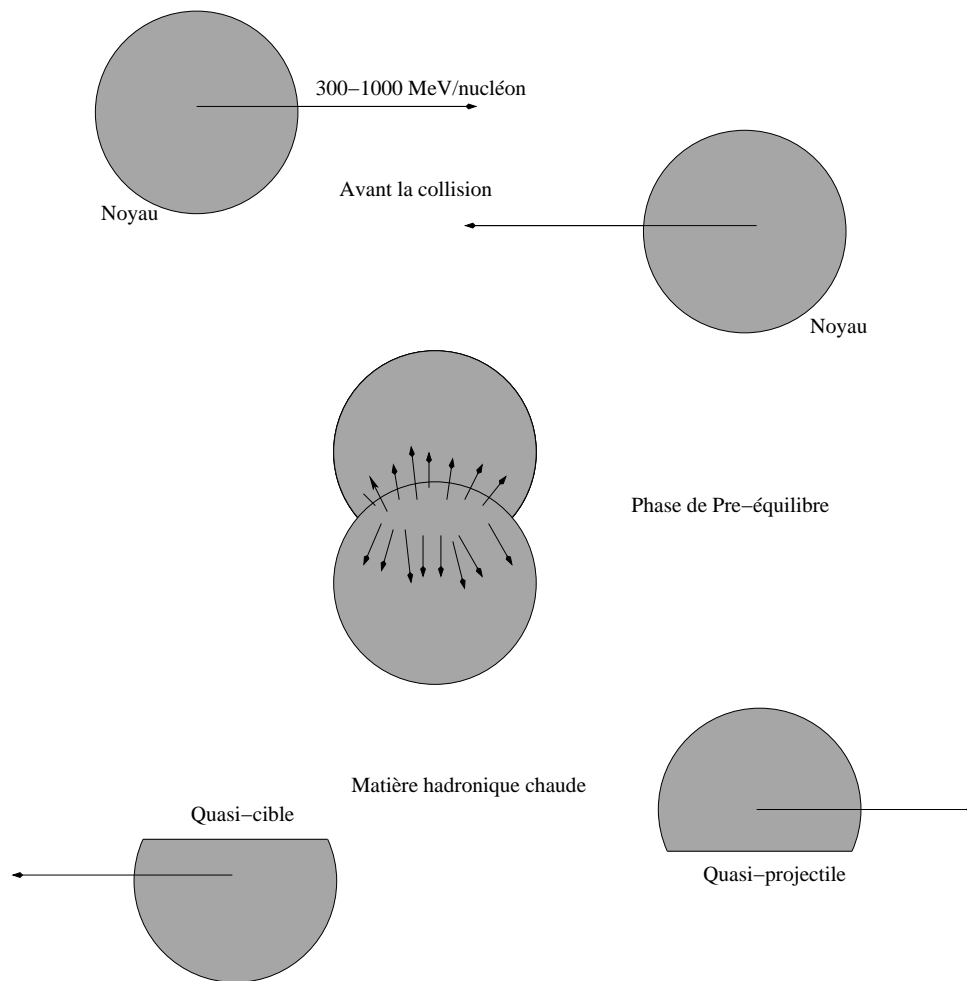 300−1000 MeV/nucléon
Avant la collision
Noyau
Noyau
Phase de Pre−équilibre
Matière hadronique chaude
Quasi−cible
Quasi−projectile